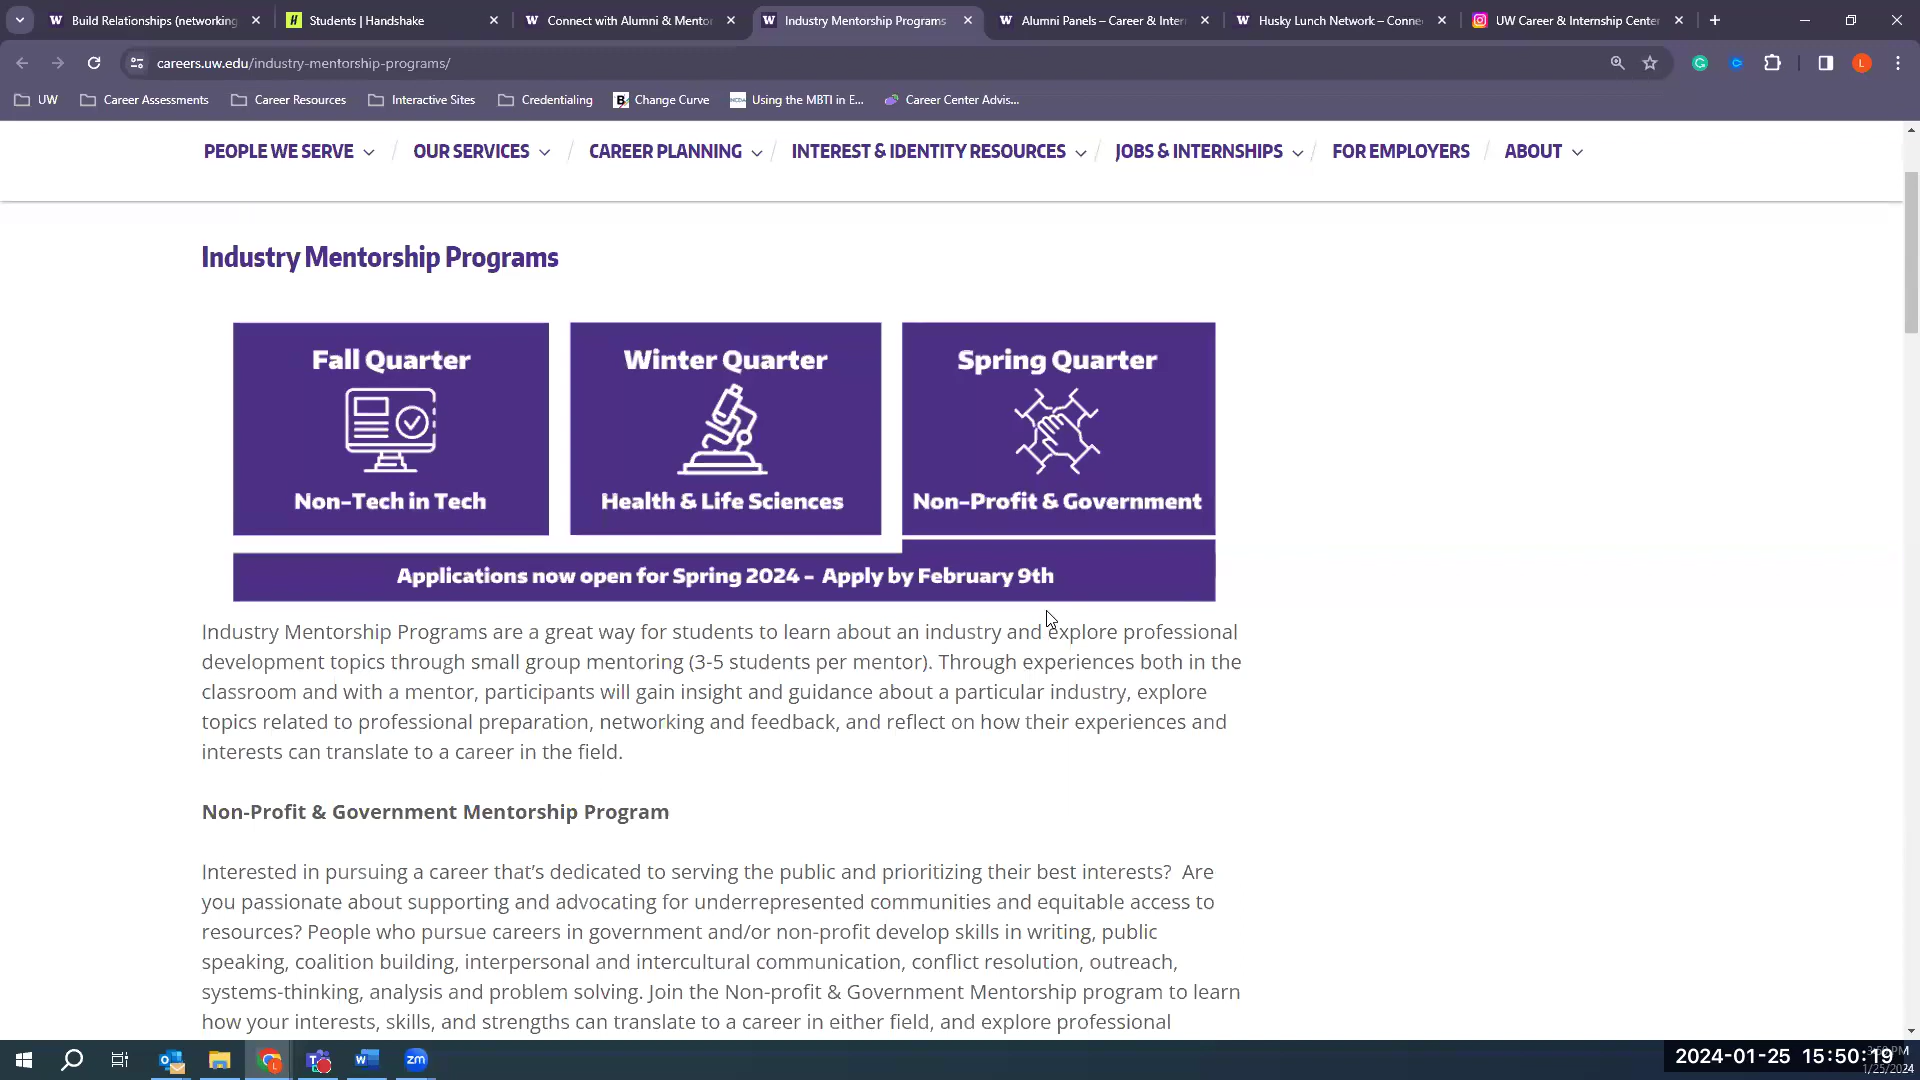 Build Relationships (networking
Students | Handshake
Connect with Alumni & Mento
Industry Mentorship Programs
Alumni Panels – Career & Inter
Husky Lunch Network – Conne
UW Career & Internship Center
careers.uw.edu/industry-mentorship-programs/
L
UW
Career Assessments
Career Resources
Interactive Sites
Credentialing
Change Curve
Using the MBTI in E...
Career Center Advis...
PEOPLE WE SERVE
OUR SERVICES
CAREER PLANNING
INTEREST & IDENTITY RESOURCES
JOBS & INTERNSHIPS
FOR EMPLOYERS
ABOUT
Industry Mentorship Programs
Fall Quarter
Non-Tech in Tech
Winter Quarter
Health & Life Sciences
Spring Quarter
Non-Profit & Government
Applications now open for Spring 2024 - Apply by February 9th
Industry Mentorship Programs are a great way for students to learn about an industry and explore professional
development topics through small group mentoring (3-5 students per mentor). Through experiences both in the
classroom and with a mentor, participants will gain insight and guidance about a particular industry, explore
topics related to professional preparation, networking and feedback, and reflect on how their experiences and
interests can translate to a career in the field.
Non-Profit & Government Mentorship Program
Interested in pursuing a career that’s dedicated to serving the public and prioritizing their best interests?  Are
you passionate about supporting and advocating for underrepresented communities and equitable access to
resources? People who pursue careers in government and/or non-profit develop skills in writing, public
speaking, coalition building, interpersonal and intercultural communication, conflict resolution, outreach,
systems-thinking, analysis and problem solving. Join the Non-profit & Government Mentorship program to learn
how your interests, skills, and strengths can translate to a career in either field, and explore professional
zm
2024-01-25 15:50:19
1/25/2024